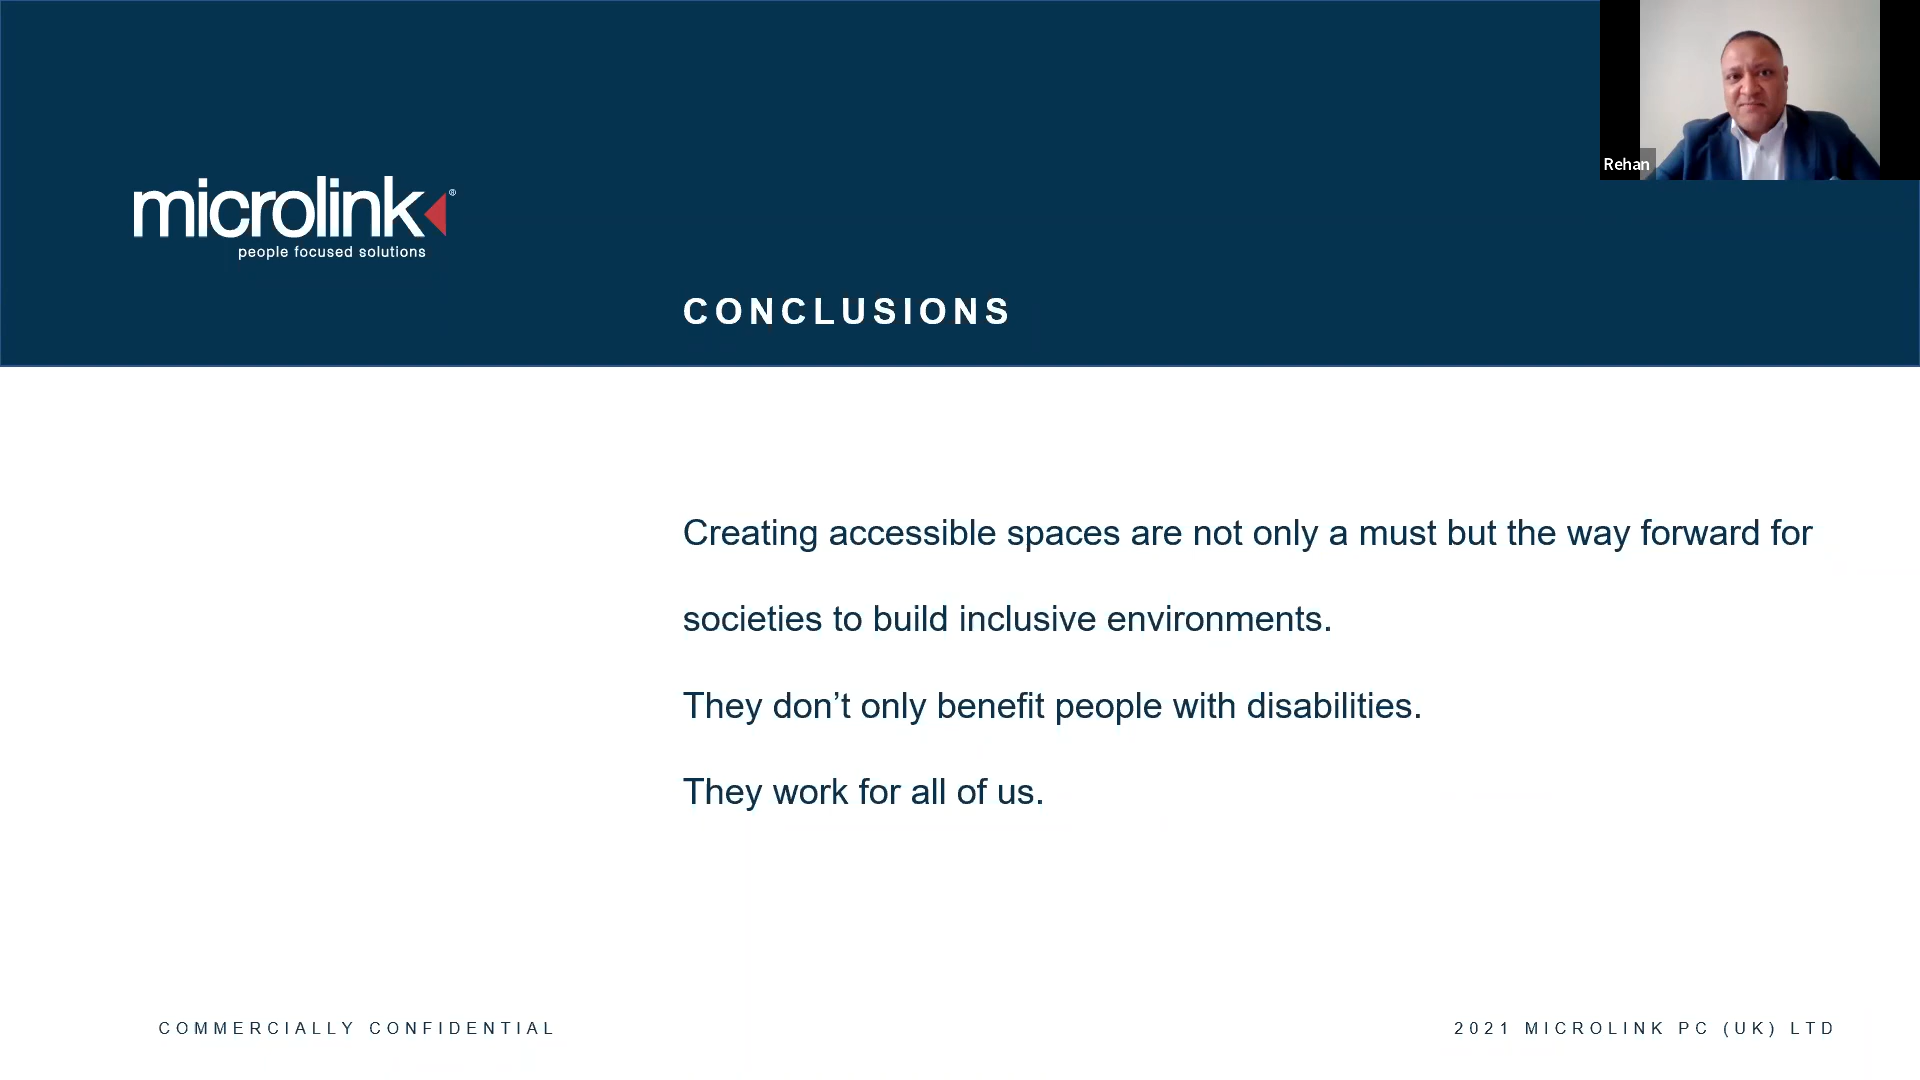 Rehan
microlink®
people focused solutions
CONCLUSIONS
Creating accessible spaces are not only a must but the way forward for
societies to build inclusive environments.
They don’t only benefit people with disabilities.
They work for all of us.
COMMERCIALLY CONFIDENTIAL
2021 MICROLINK PC (UK) LTD